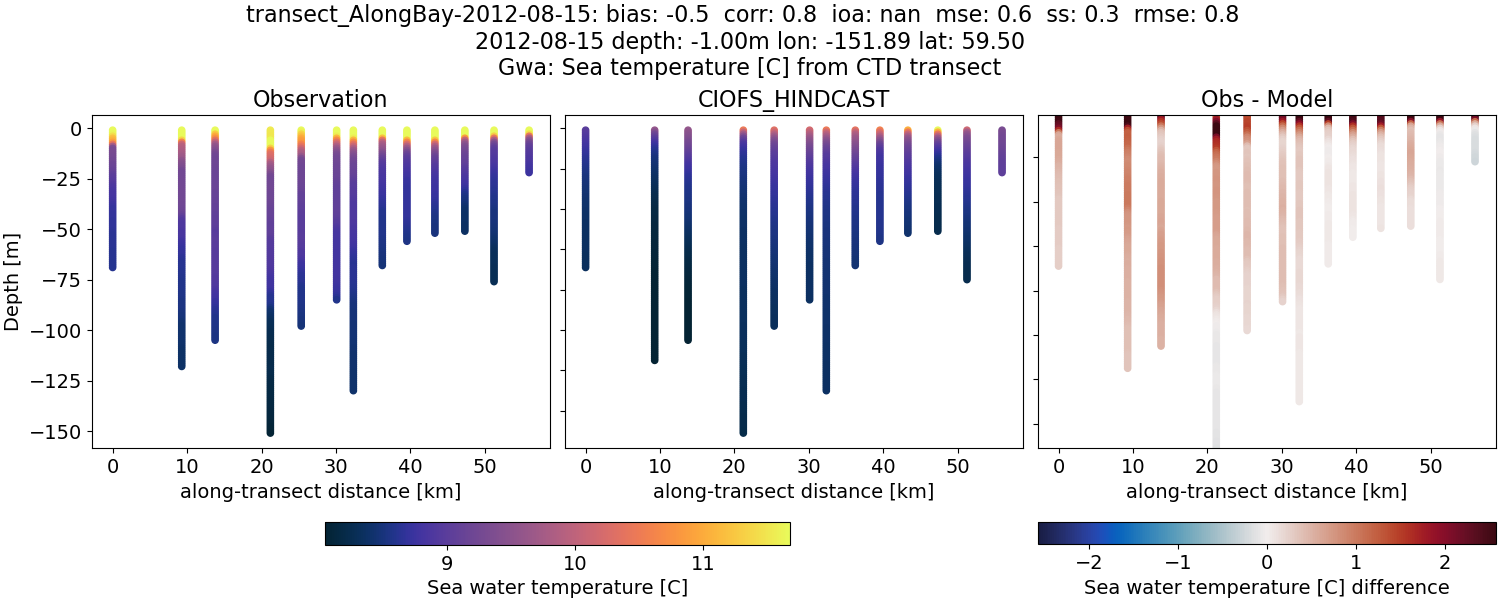 transect_AlongBay-2012-08-15: bias: -0.5  corr: 0.8  ioa: nan  mse: 0.6  ss: 0.3  rmse: 0.8
2012-08-15 depth: -1.00m lon: -151.89 lat: 59.50
Gwa: Sea temperature [C] from CTD transect
Observation
CIOFS_HINDCAST
Obs - Model
Depth [m]
0
−25
−50
−75
−100
−125
−150
0 10 20 30 40 50
0 10 20 30 40 50
0 10 20 30 40 50
along-transect distance [km]
along-transect distance [km]
along-transect distance [km]
9 10 11
Sea water temperature [C]
−2 −1 0 1 2
Sea water temperature [C] difference